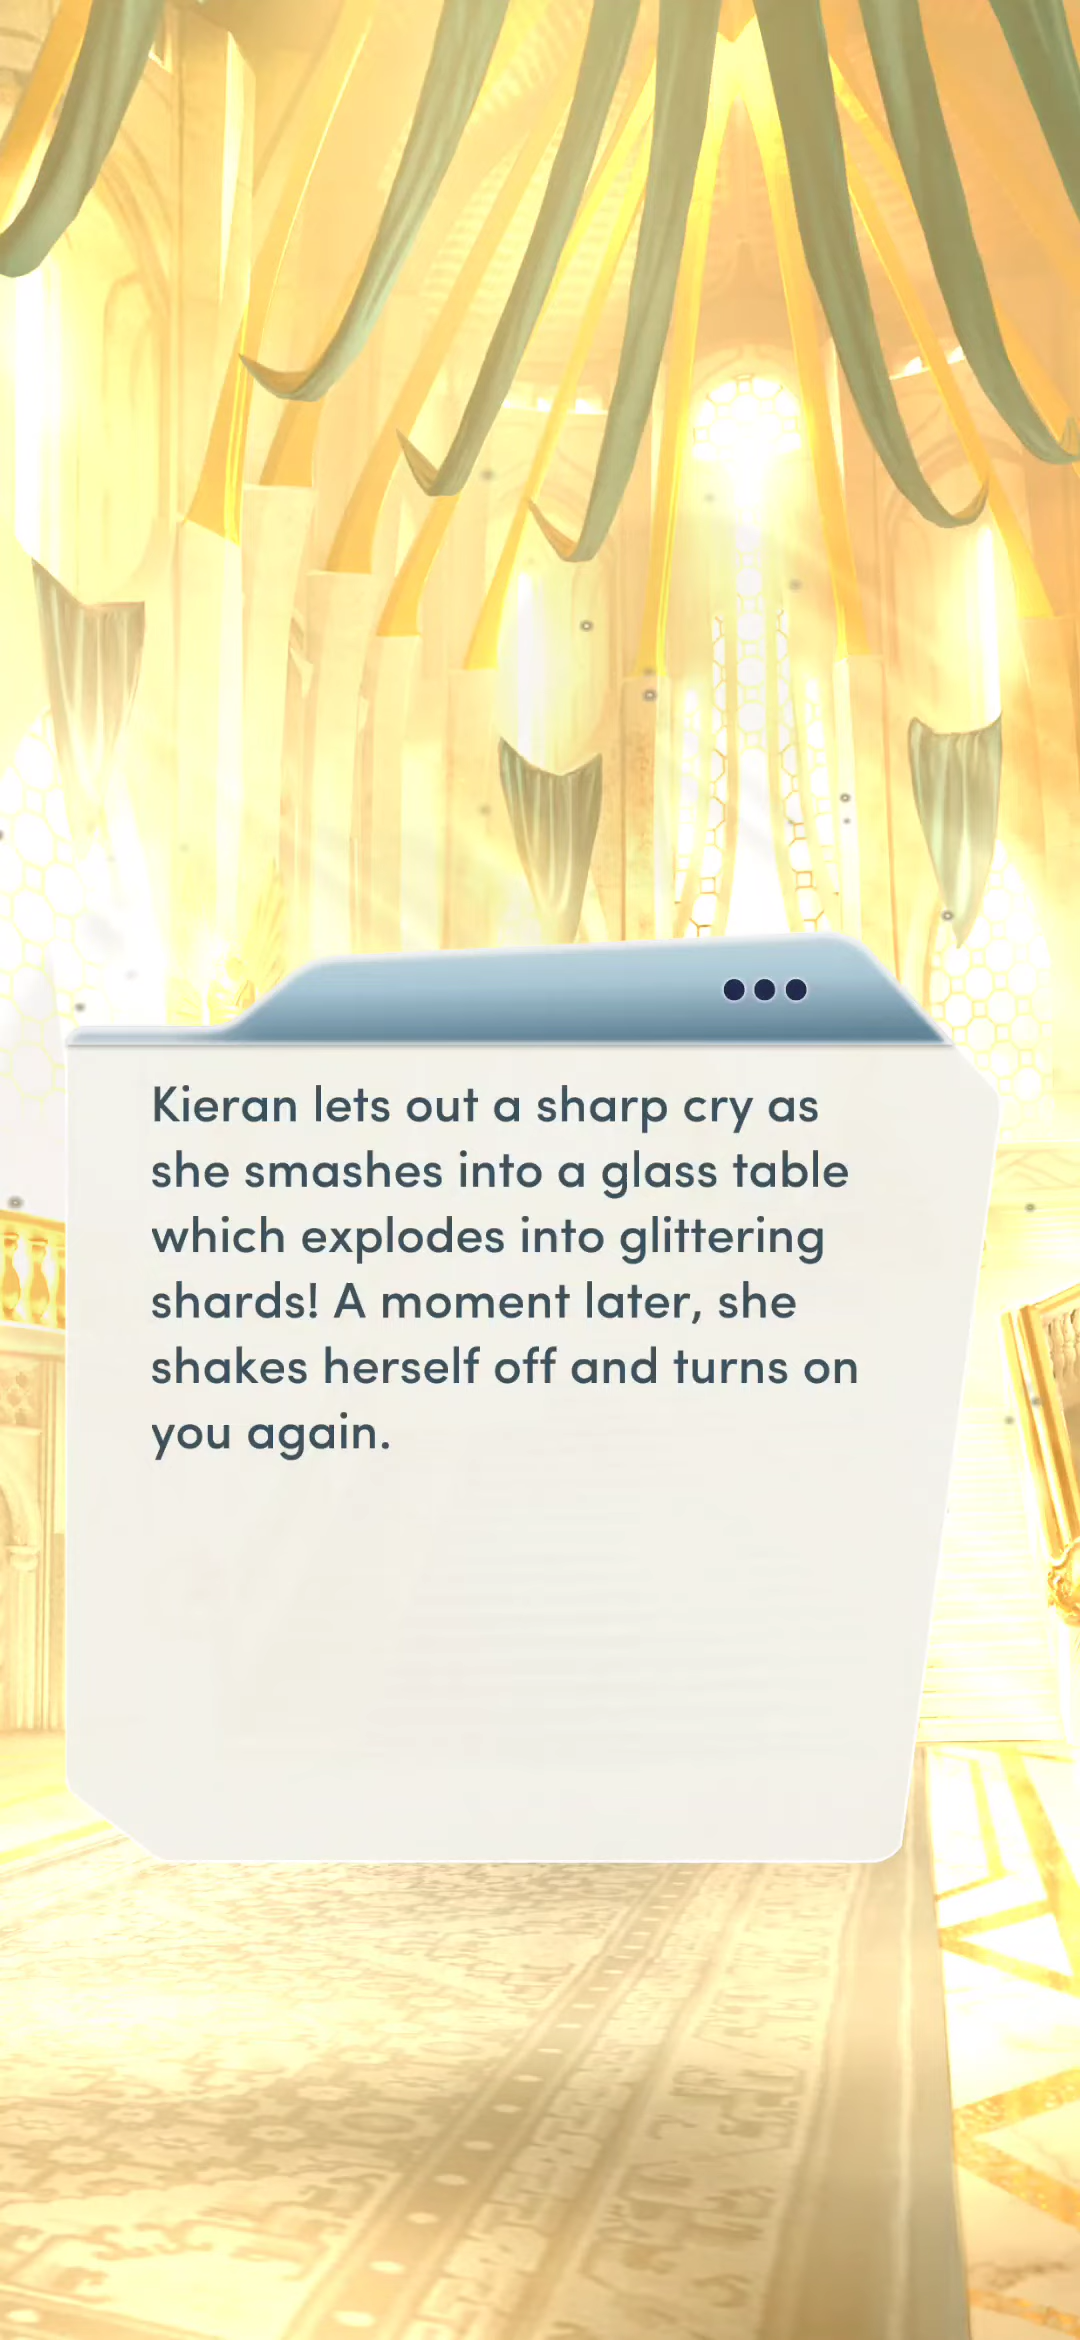 Kieran lets out a sharp cry as
she smashes into a glass table
which explodes into glittering
shards! A moment later, she
shakes herself off and turns on
you again.